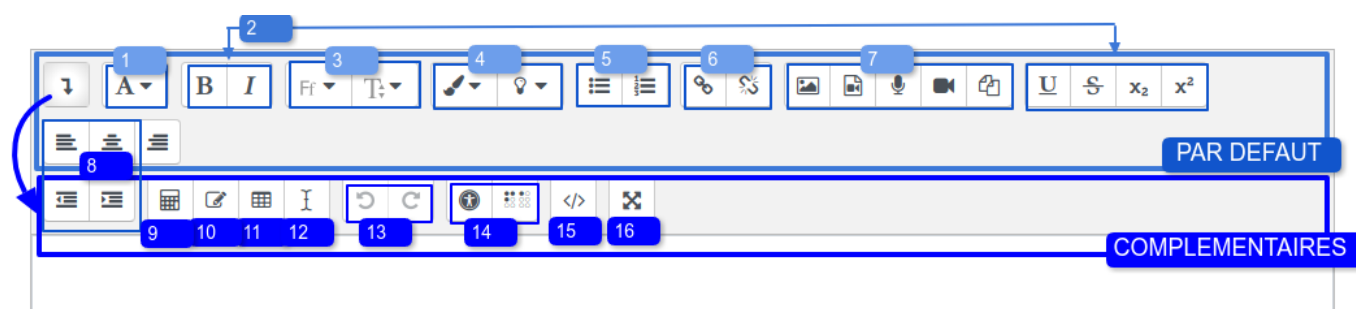 2
1 3 4 5 6 7
A B I Ff T U S x₂ x²
8
PAR DEFAUT
</>
9 10 11 12 13 14 15 16
COMPLEMENTAIRES